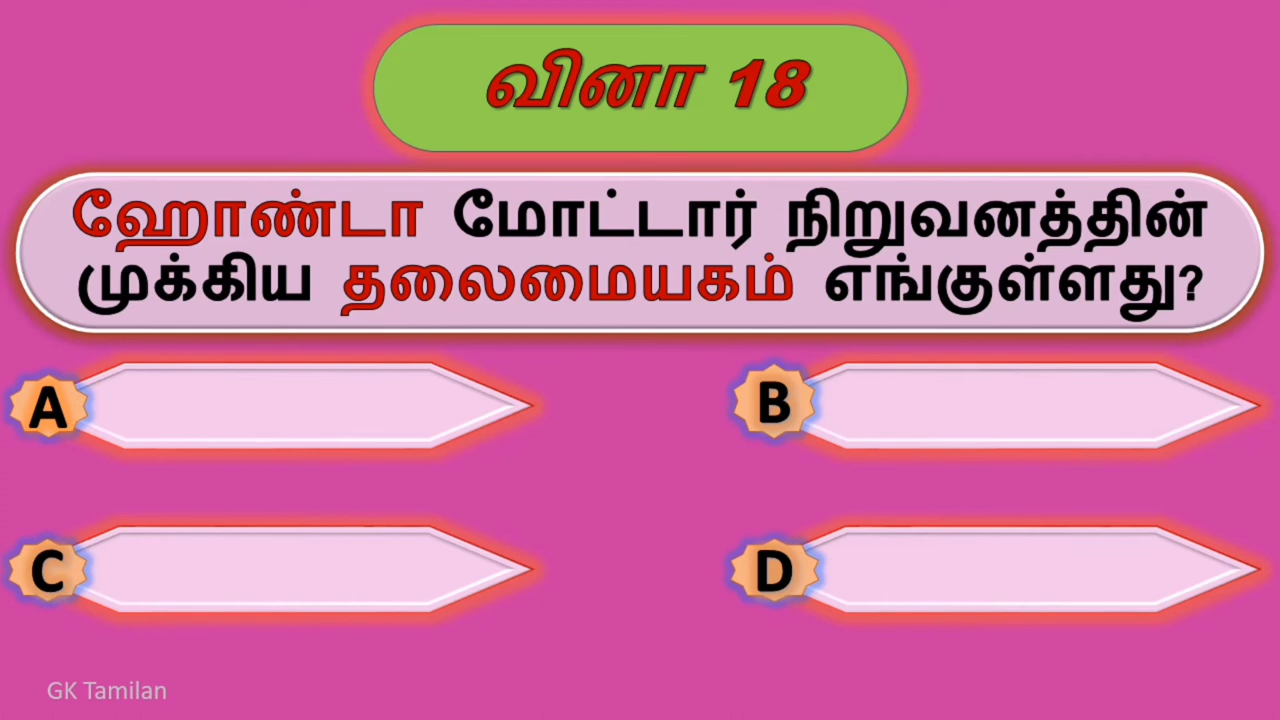 வினா 18
ஹோண்டா மோட்டார் நிறுவனத்தின்
முக்கிய தலைமையகம் எங்குள்ளது?
A
B
C
D
GK Tamilan